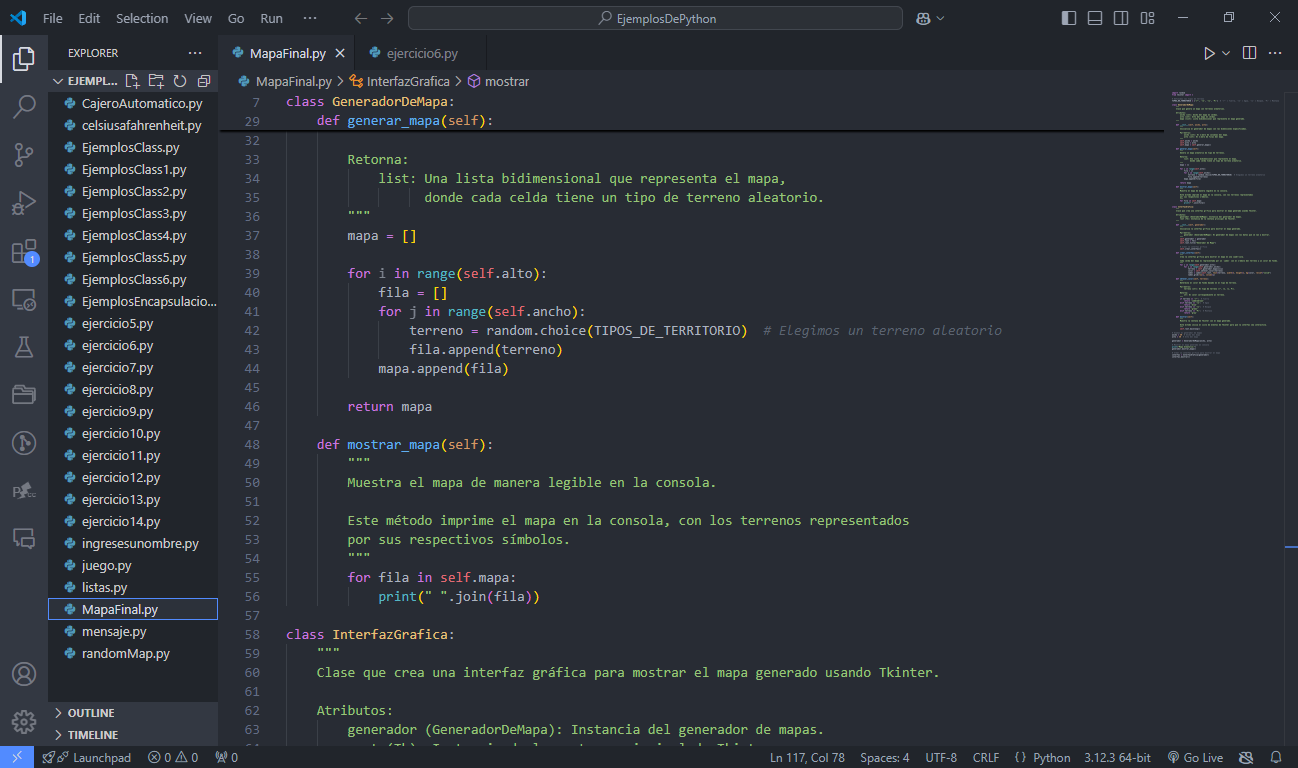 File Edit Selection View Go Run ···
EjemplosDePython
EXPLORER ···
EJEMPL...
CajeroAutomatico.py
celsiusafahrenheit.py
EjemplosClass.py
EjemplosClass1.py
EjemplosClass2.py
EjemplosClass3.py
EjemplosClass4.py
EjemplosClass5.py
EjemplosClass6.py
EjemplosEncapsulacio...
ejercicio5.py
ejercicio6.py
ejercicio7.py
ejercicio8.py
ejercicio9.py
ejercicio10.py
ejercicio11.py
ejercicio12.py
ejercicio13.py
ejercicio14.py
ingresesunombre.py
juego.py
listas.py
MapaFinal.py
mensaje.py
randomMap.py
OUTLINE
TIMELINE
1
MapaFinal.py ejercicio6.py
MapaFinal.py > InterfazGrafica > mostrar
7 class GeneradorDeMapa:
29 def generar_mapa(self):
32
33 Retorna:
34 list: Una lista bidimensional que representa el mapa,
35 donde cada celda tiene un tipo de terreno aleatorio.
36 """
37 mapa = []
38
39 for i in range(self.alto):
40 fila = []
41 for j in range(self.ancho):
42 terreno = random.choice(TIPOS_DE_TERRITORIO) # Elegimos un terreno aleatorio
43 fila.append(terreno)
44 mapa.append(fila)
45
46 return mapa
47
48 def mostrar_mapa(self):
49 """
50 Muestra el mapa de manera legible en la consola.
51
52 Este método imprime el mapa en la consola, con los terrenos representados
53 por sus respectivos símbolos.
54 """
55 for fila in self.mapa:
56 print(" ".join(fila))
57
58 class InterfazGrafica:
59 """
60 Clase que crea una interfaz gráfica para mostrar el mapa generado usando Tkinter.
61
62 Atributos:
63 generador (GeneradorDeMapa): Instancia del generador de mapas.
Launchpad 0 0 0 Ln 117, Col 78 Spaces: 4 UTF-8 CRLF {} Python 3.12.3 64-bit Go Live